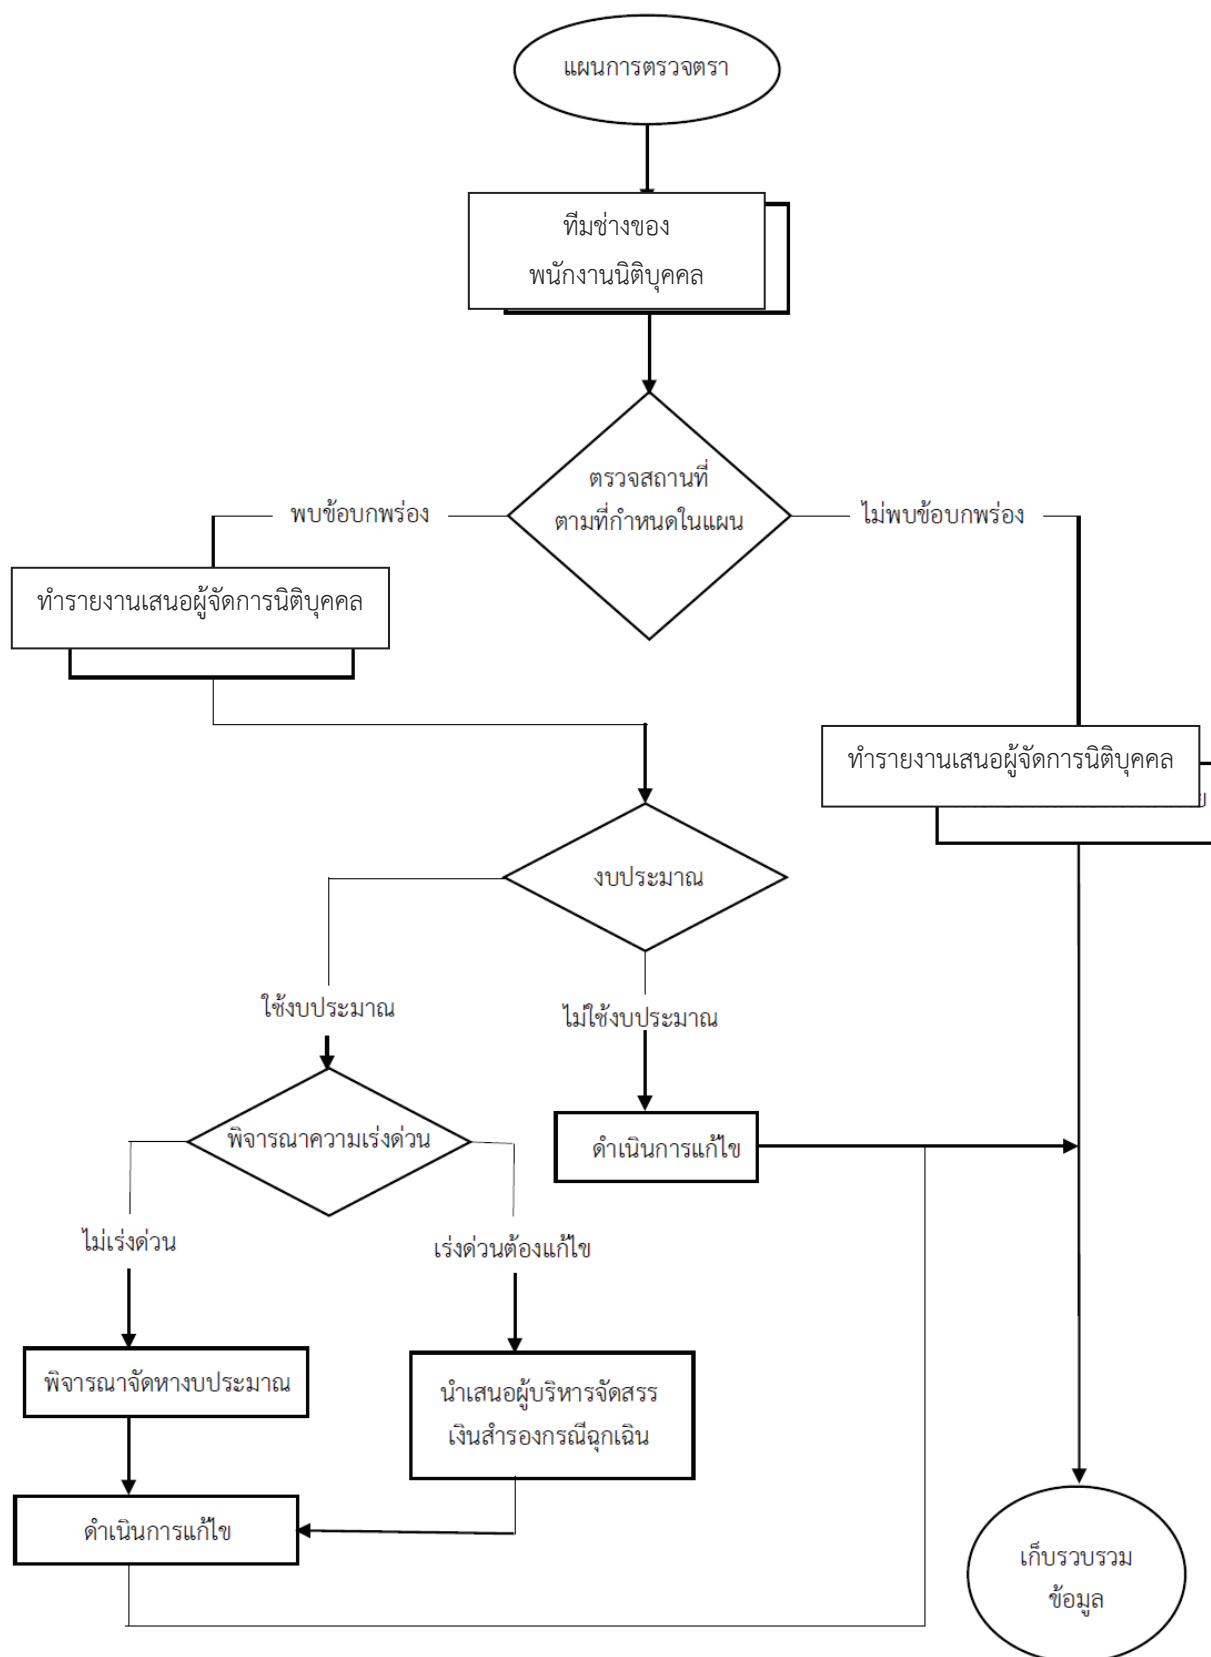 แผนการตรวจตรา
ทีมช่างของ
พนักงานนิติบุคคล
ตรวจสถานที่
ตามที่กำหนดในแผน
พบข้อบกพร่อง
ไม่พบข้อบกพร่อง
ทำรายงานเสนอผู้จัดการนิติบุคคล
ทำรายงานเสนอผู้จัดการนิติบุคคล
งบประมาณ
ใช้งบประมาณ
ไม่ใช้งบประมาณ
พิจารณาความเร่งด่วน
ดำเนินการแก้ไข
ไม่เร่งด่วน
เร่งด่วนต้องแก้ไข
พิจารณาจัดหางบประมาณ
นำเสนอผู้บริหารจัดสรร
เงินสำรองกรณีฉุกเฉิน
ดำเนินการแก้ไข
เก็บรวบรวม
ข้อมูล